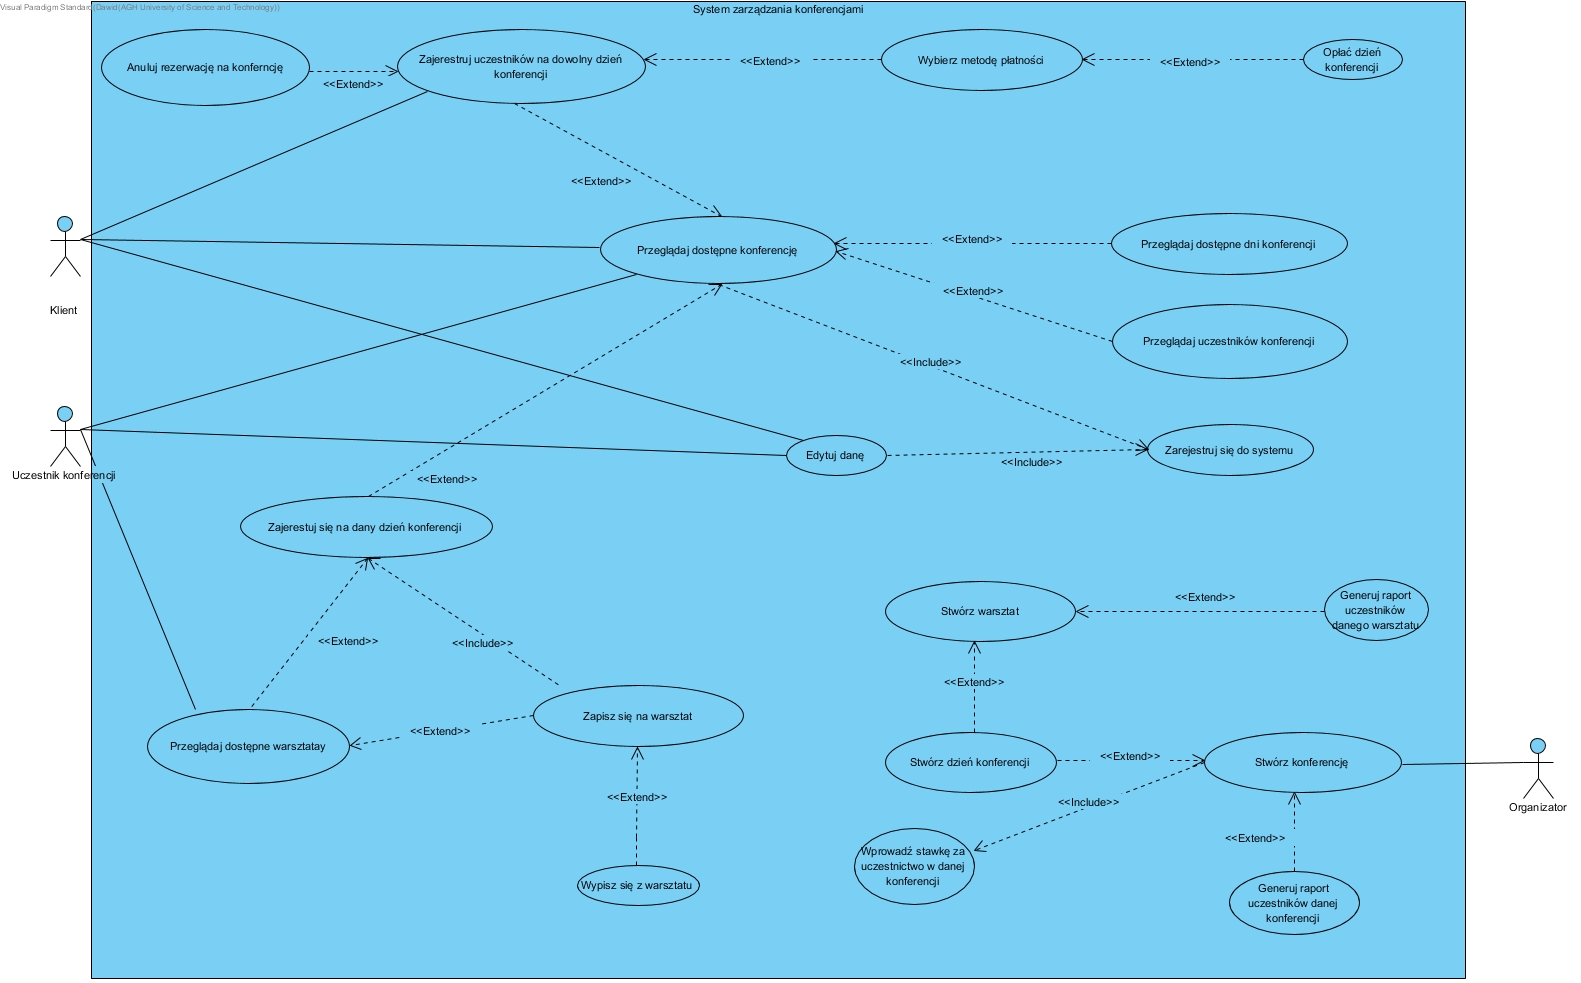 Visual Paradigm Standard(Dawid(AGH University of Science and Technology))
System zarządzania konferencjami
Anuluj rezerwację na konferncję
<<Extend>>
Zajerestruj uczestników na dowolny dzień
konferencji
<<Extend>>
Wybierz metodę płatności
<<Extend>>
Opłać dzień
konferencji
<<Extend>>
Klient
Przeglądaj dostępne konferencję
<<Extend>>
Przeglądaj dostępne dni konferencji
<<Extend>>
Przeglądaj uczestników konferencji
<<Include>>
Uczestnik konferencji
Edytuj danę
<<Include>>
Zarejestruj się do systemu
<<Extend>>
Zajerestuj się na dany dzień konferencji
<<Extend>>
<<Include>>
Stwórz warsztat
<<Extend>>
Generuj raport
uczestników
danego warsztatu
<<Extend>>
Przeglądaj dostępne warsztatay
<<Extend>>
Zapisz się na warsztat
<<Extend>>
Wypisz się z warsztatu
Stwórz dzień konferencji
<<Extend>>
Stwórz konferencję
Organizator
<<Include>>
Wprowadź stawkę za
uczestnictwo w danej
konferencji
<<Extend>>
Generuj raport
uczestników danej
konferencji